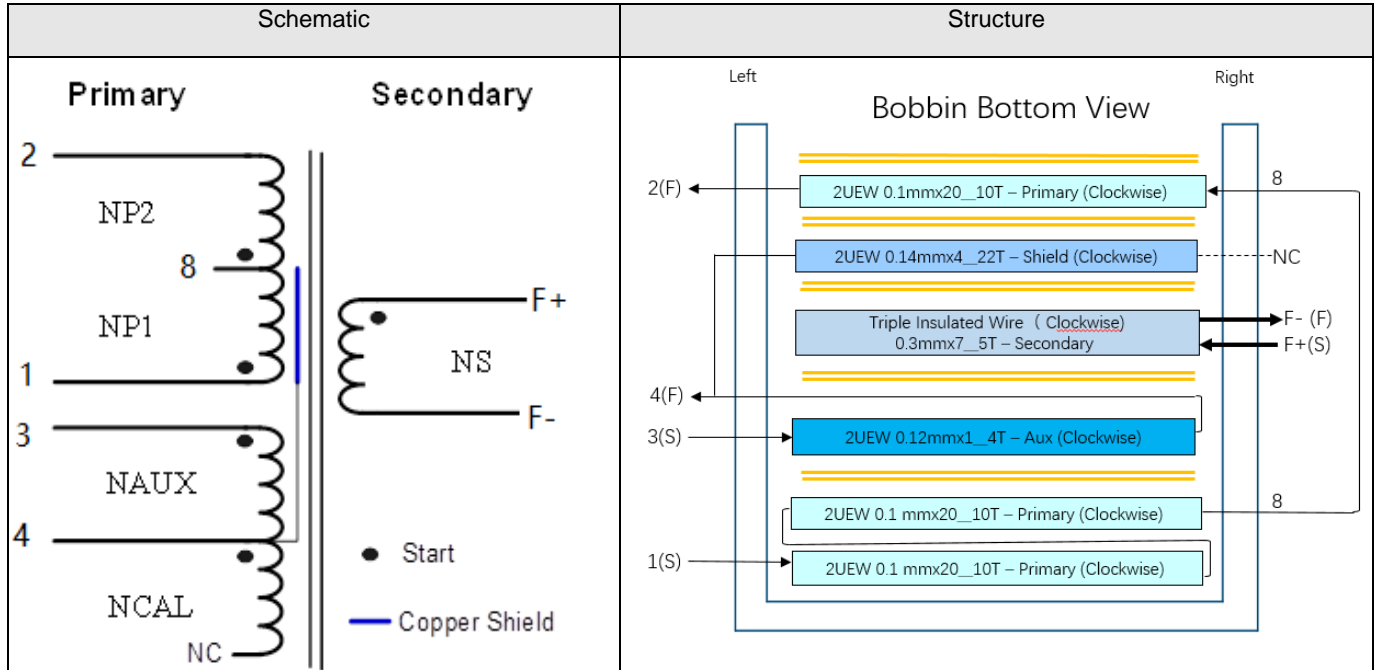 Schematic
Structure
Primary
Secondary
2
NP2
8
NP1
1
3
NAUX
4
NCAL
NC
F+
NS
F-
Start
Copper Shield
Left
Right
Bobbin Bottom View
2(F)
2UEW 0.1mmx20__10T – Primary (Clockwise)
8
2UEW 0.14mmx4__22T – Shield (Clockwise)
NC
Triple Insulated Wire ( Clockwise)
0.3mmx7__5T – Secondary
F- (F)
F+(S)
4(F)
3(S)
2UEW 0.12mmx1__4T – Aux (Clockwise)
2UEW 0.1 mmx20__10T – Primary (Clockwise)
8
1(S)
2UEW 0.1 mmx20__10T – Primary (Clockwise)